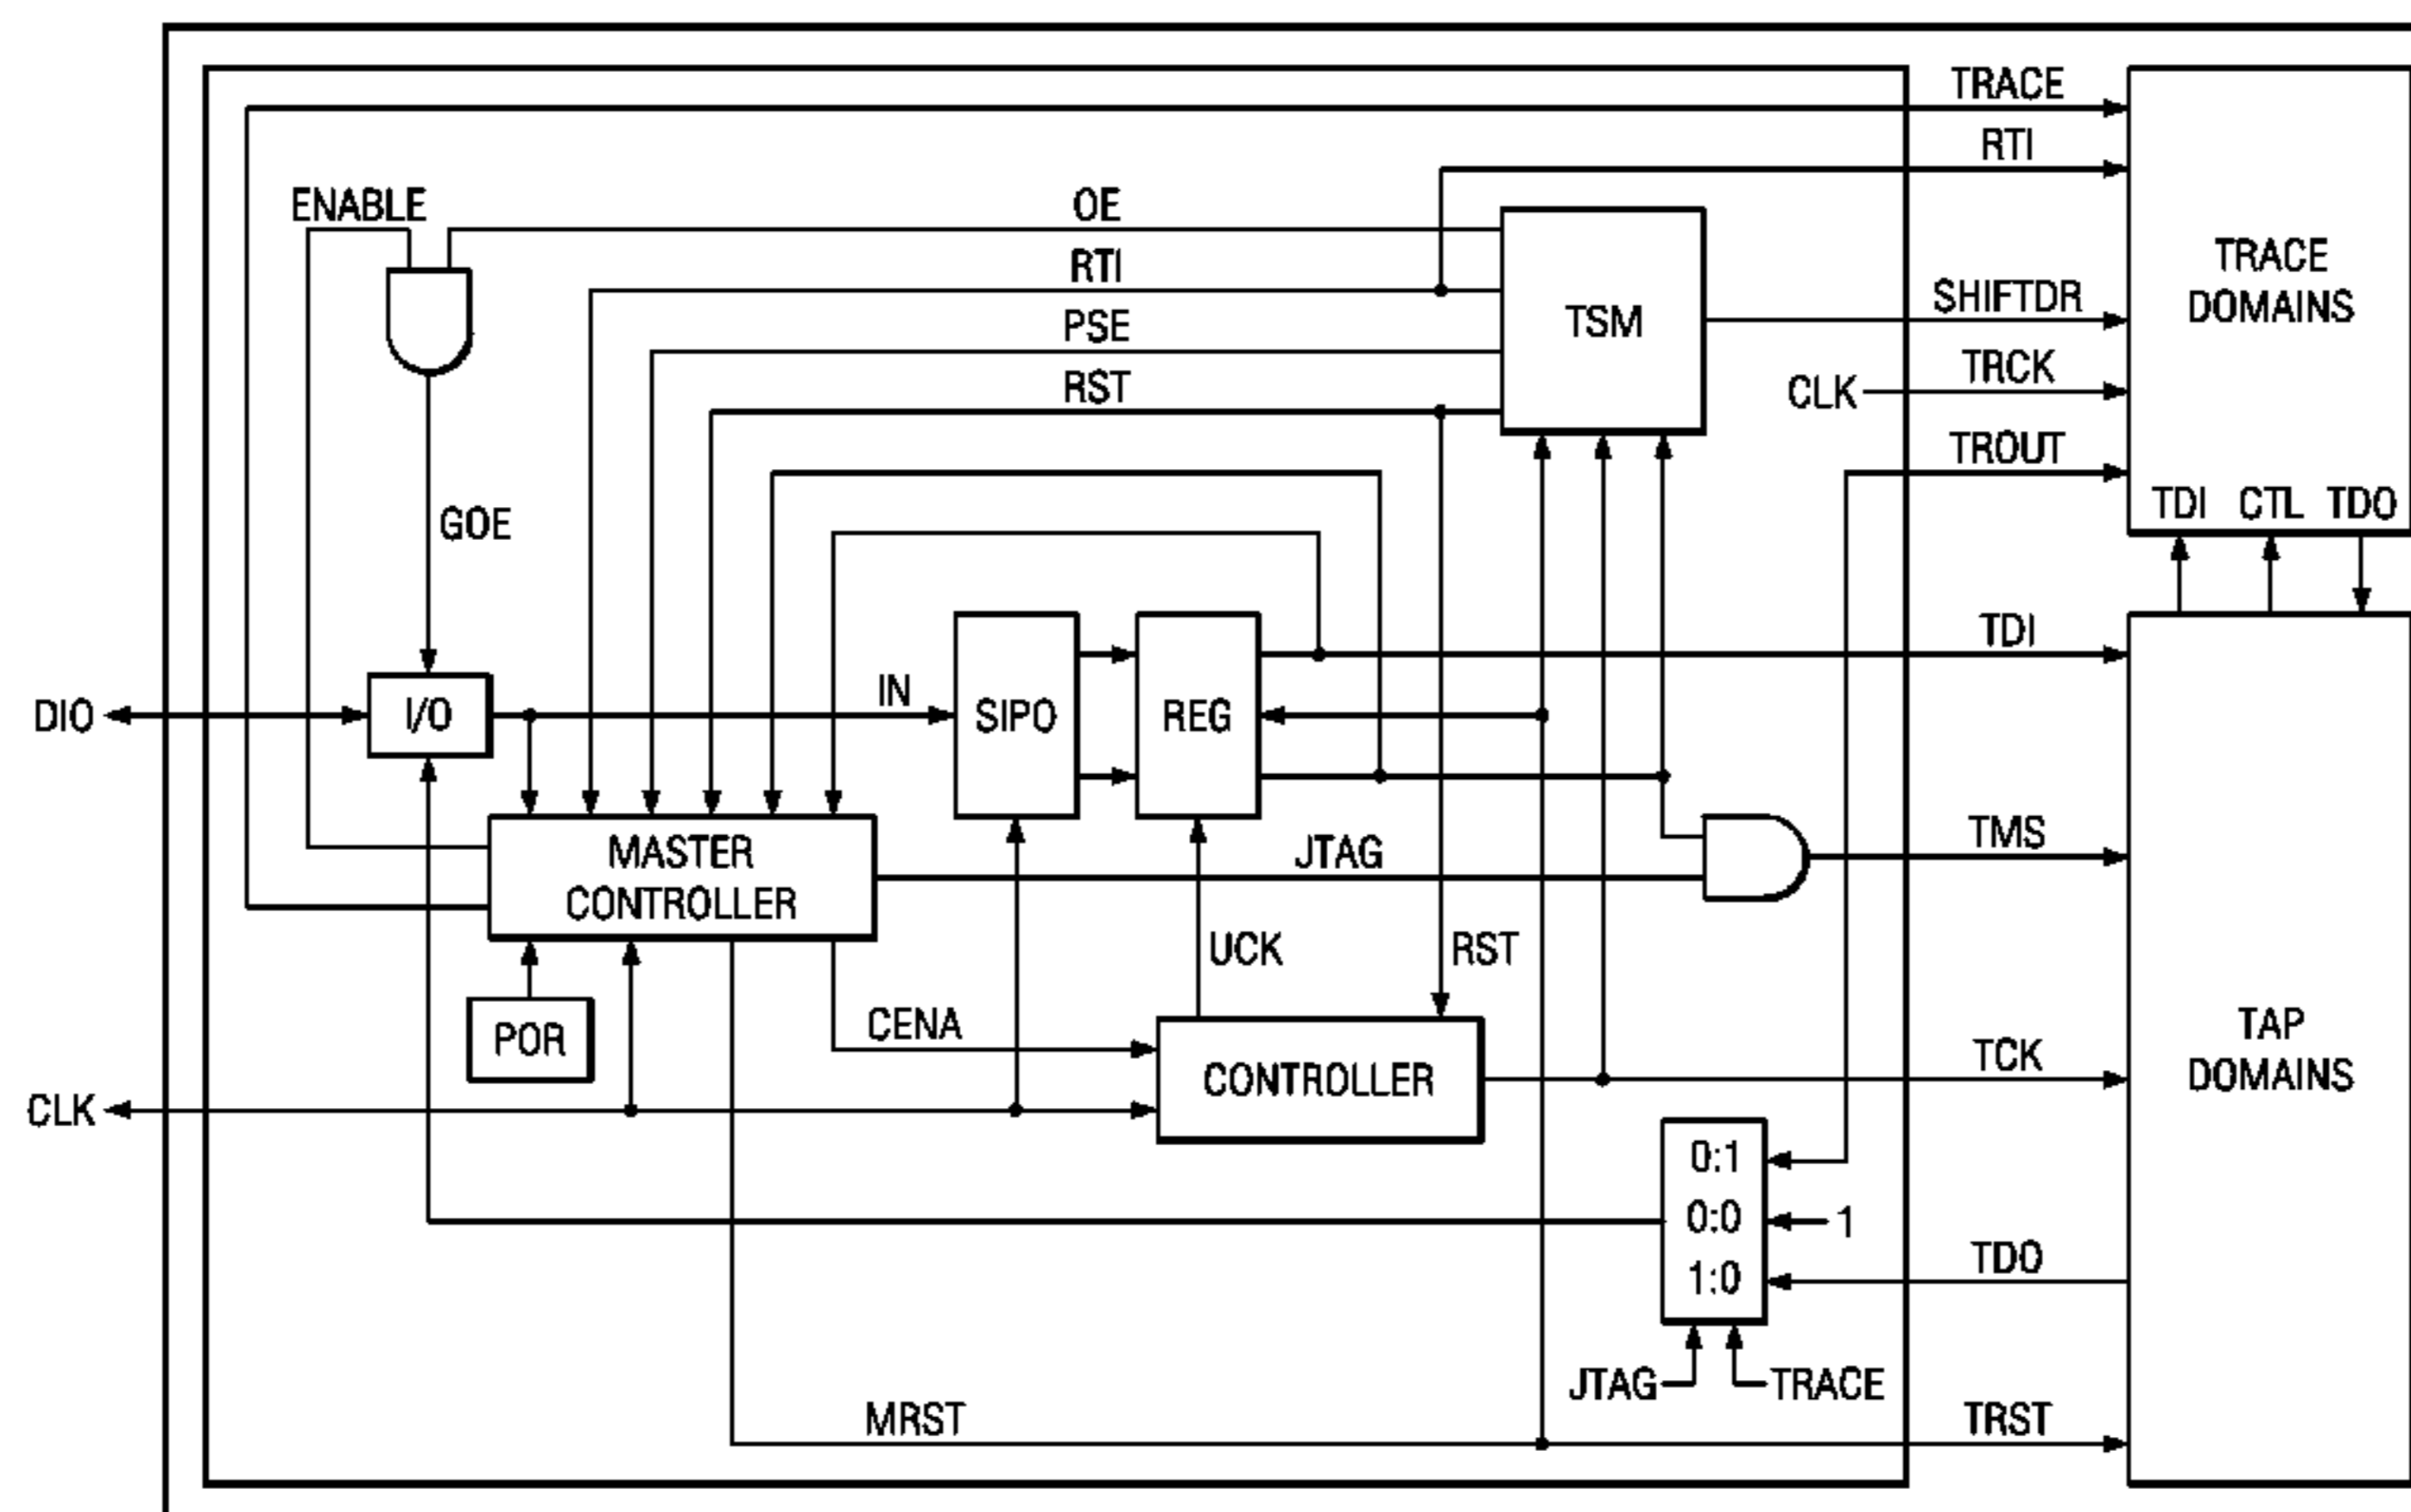 TRACE
RTI
ENABLE
OE
RTI
PSE
RST
TSM
SHIFTDR
TRACE
DOMAINS
CLK
TRCK
TROUT
TDI CTL TDO
GOE
DIO
I/O
IN
SIPO
REG
TDI
MASTER
CONTROLLER
JTAG
TMS
UCK
RST
POR
CENA
CONTROLLER
TCK
TAP
DOMAINS
CLK
0:1
0:0
1:0
1
TDO
JTAG
TRACE
MRST
TRST